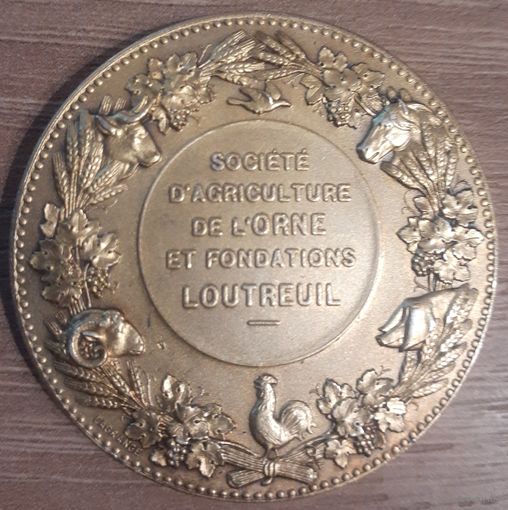 SOCIÉTÉ
D'AGRICULTURE
DE L'ORNE
ET FONDATIONS
LOUTREUIL